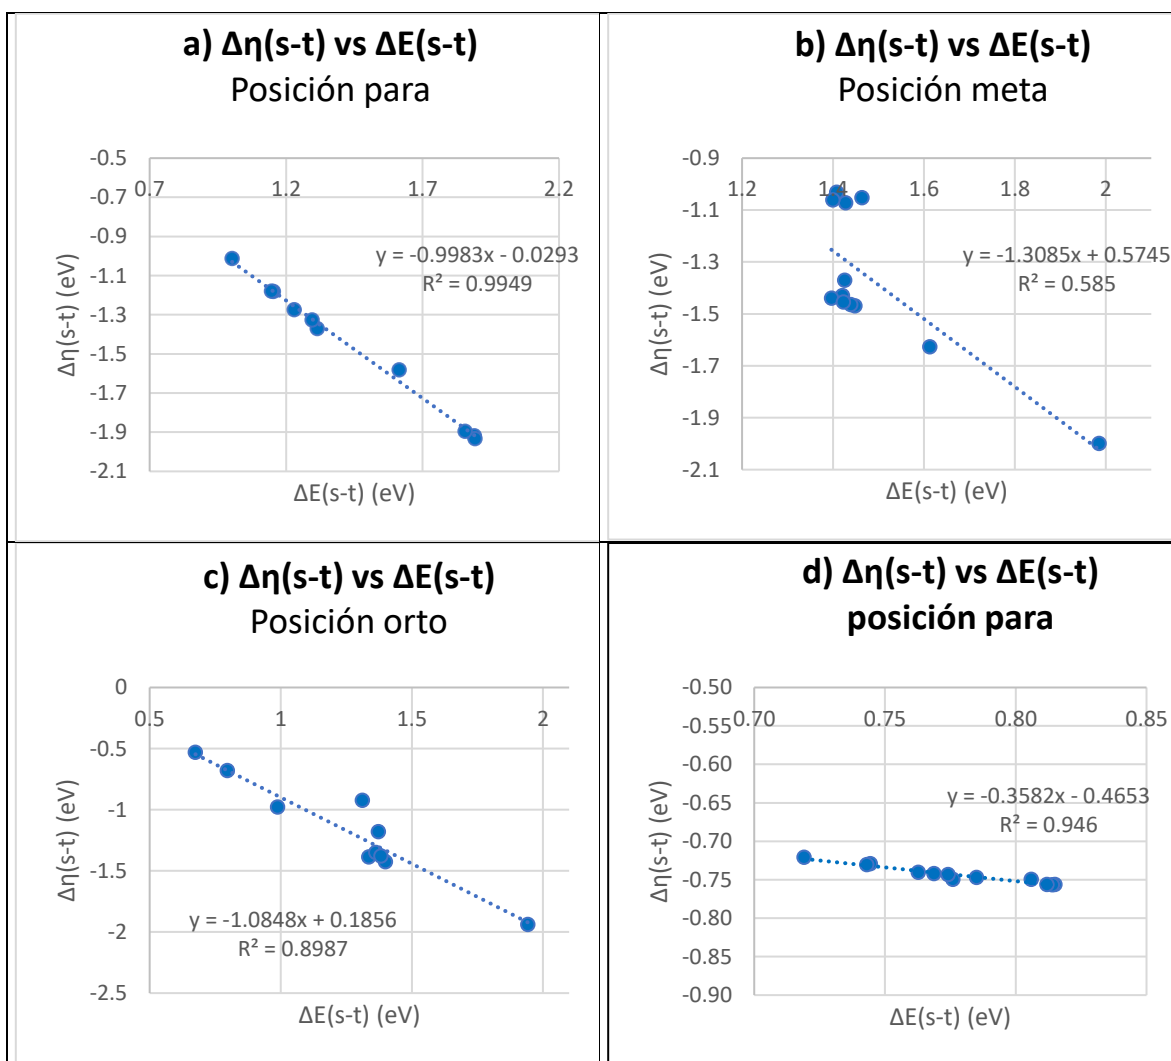 a) Δη(s-t) vs ΔE(s-t)
Posición para
-0.5
0.7 1.2 1.7 2.2
-0.7
-0.9
-1.1
-1.3
-1.5
-1.7
-1.9
-2.1
y = -0.9983x - 0.0293
R² = 0.9949
Δη(s-t) (eV)
ΔE(s-t) (eV)
b) Δη(s-t) vs ΔE(s-t)
Posición meta
-0.9
1.2 1.4 1.6 1.8 2
-1.1
-1.3
-1.5
-1.7
-1.9
-2.1
y = -1.3085x + 0.5745
R² = 0.585
Δη(s-t) (eV)
ΔE(s-t) (eV)
c) Δη(s-t) vs ΔE(s-t)
Posición orto
0
0.5 1 1.5 2
-0.5
-1
-1.5
-2
-2.5
y = -1.0848x + 0.1856
R² = 0.8987
Δη(s-t) (eV)
ΔE(s-t) (eV)
d) Δη(s-t) vs ΔE(s-t)
posición para
-0.50
0.70 0.75 0.80 0.85
-0.55
-0.60
-0.65
-0.70
-0.75
-0.80
-0.85
-0.90
y = -0.3582x - 0.4653
R² = 0.946
Δη(s-t) (eV)
ΔE(s-t) (eV)